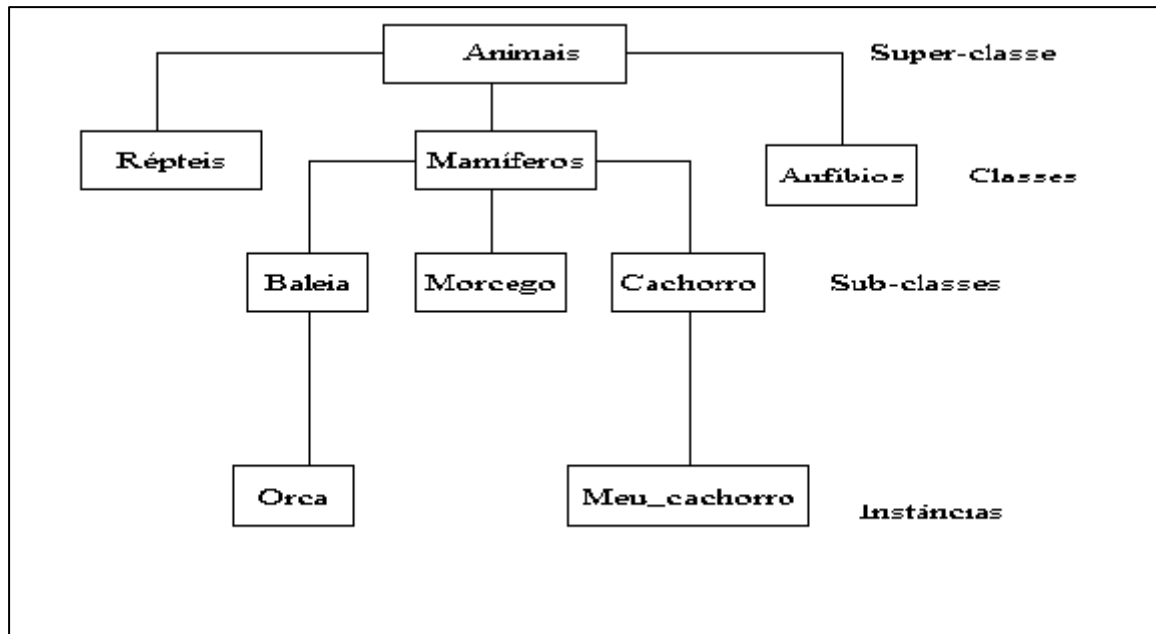 Animais
Super-classe
Répteis
Mamíferos
Anfíbios
Classes
Baleia
Morcego
Cachorro
Sub-classes
Orca
Meu_cachorro
Instâncias